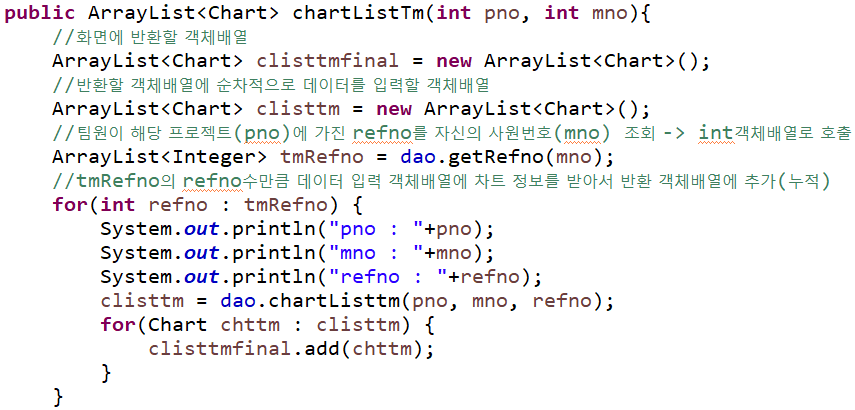 public ArrayList<Chart> chartListTm(int pno, int mno){
    //화면에 반환할 객체배열
    ArrayList<Chart> clisttmfinal = new ArrayList<Chart>();
    //반환할 객체배열에 순차적으로 데이터를 입력할 객체배열
    ArrayList<Chart> clisttm = new ArrayList<Chart>();
    //팀원이 해당 프로젝트(pno)에 가진 refno를 자신의 사원번호(mno) 조회 -> int객체배열로 호출
    ArrayList<Integer> tmRefno = dao.getRefno(mno);
    //tmRefno의 refno수만큼 데이터 입력 객체배열에 차트 정보를 받아서 반환 객체배열에 추가(누적)
    for(int refno : tmRefno) {
        System.out.println("pno : "+pno);
        System.out.println("mno : "+mno);
        System.out.println("refno : "+refno);
        clisttm = dao.chartListtm(pno, mno, refno);
        for(Chart chttm : clisttm) {
            clisttmfinal.add(chttm);
        }
    }